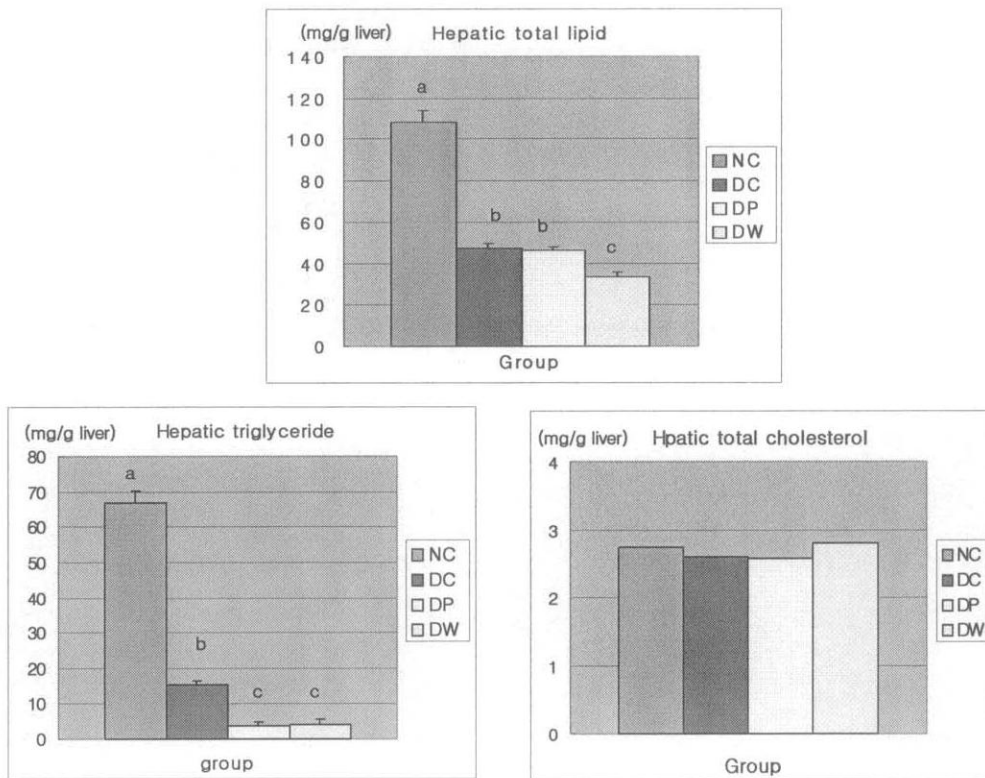 (mg/g liver) Hepatic total lipid
140
120
100
80
60
40
20
0
a
b
b
c
Group
NC
DC
DP
DW
(mg/g liver) Hepatic triglyceride
80
70
60
50
40
30
20
10
0
a
b
c
c
group
NC
DC
DP
DW
(mg/g liver) Hpatic total cholesterol
4
3
2
1
0
Group
NC
DC
DP
DW